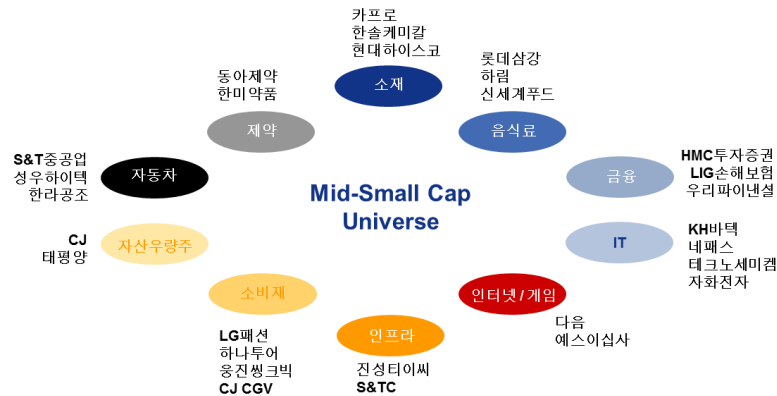 카프로
한솔케미칼
현대하이스코
소재
롯데삼강
하림
신세계푸드
음식료
HMC투자증권
LIG손해보험
우리파이낸셜
금융
KH바텍
네패스
테크노세미켐
자화전자
IT
다음
예스이십사
인터넷 / 게임
진성티이씨
S&TC
인프라
LG패션
하나투어
웅진씽크빅
CJ CGV
소비재
CJ
태평양
자산우량주
S&T중공업
성우하이텍
한라공조
자동차
동아제약
한미약품
제약
Mid-Small Cap
Universe